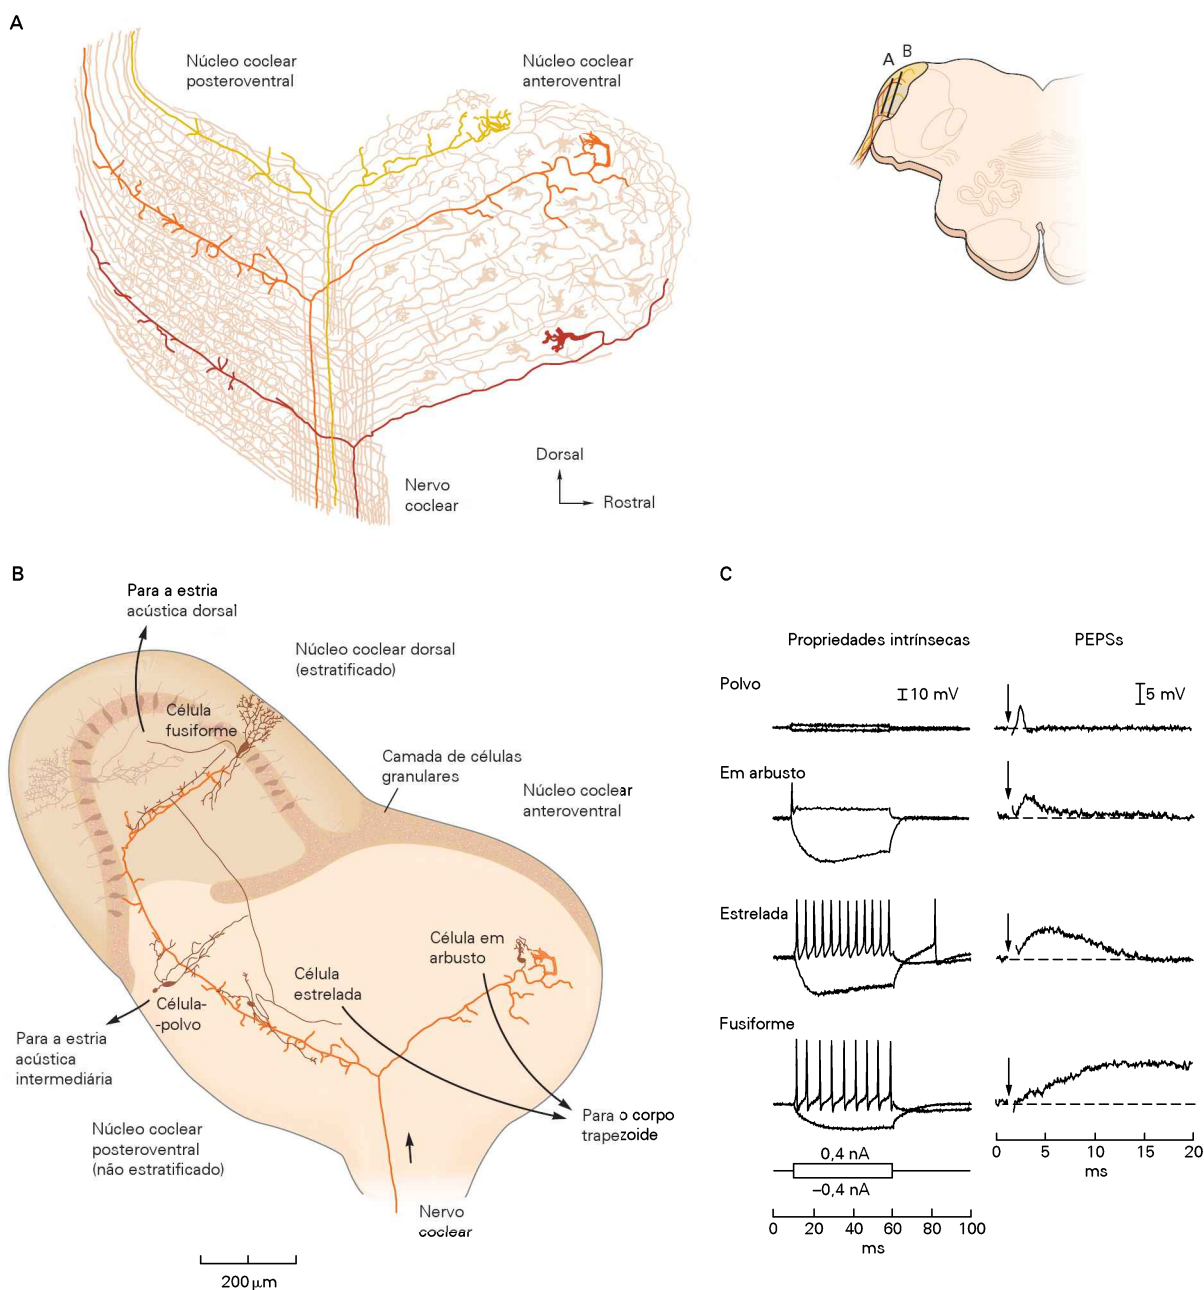 A
Núcleo coclear
posteroventral
Núcleo coclear
anteroventral
A B
Dorsal
Rostral
Nervo
coclear
B
Para a estria
acústica dorsal
Núcleo coclear dorsal
(estratificado)
Célula
fusiforme
Camada de células
granulares
Núcleo coclear
anteroventral
Célula em
arbusto
Célula
estrelada
Célula-
-polvo
Para a estria
acústica
intermediária
Núcleo coclear
posteroventral
(não estratificado)
Para o corpo
trapezoide
Nervo
coclear
200 µm
C
Propriedades intrínsecas
PEPSs
Polvo
10 mV
5 mV
Em arbusto
Estrelada
Fusiforme
0,4 nA
–0,4 nA
0 20 60 80 100
ms
0 5 10 15 20
ms